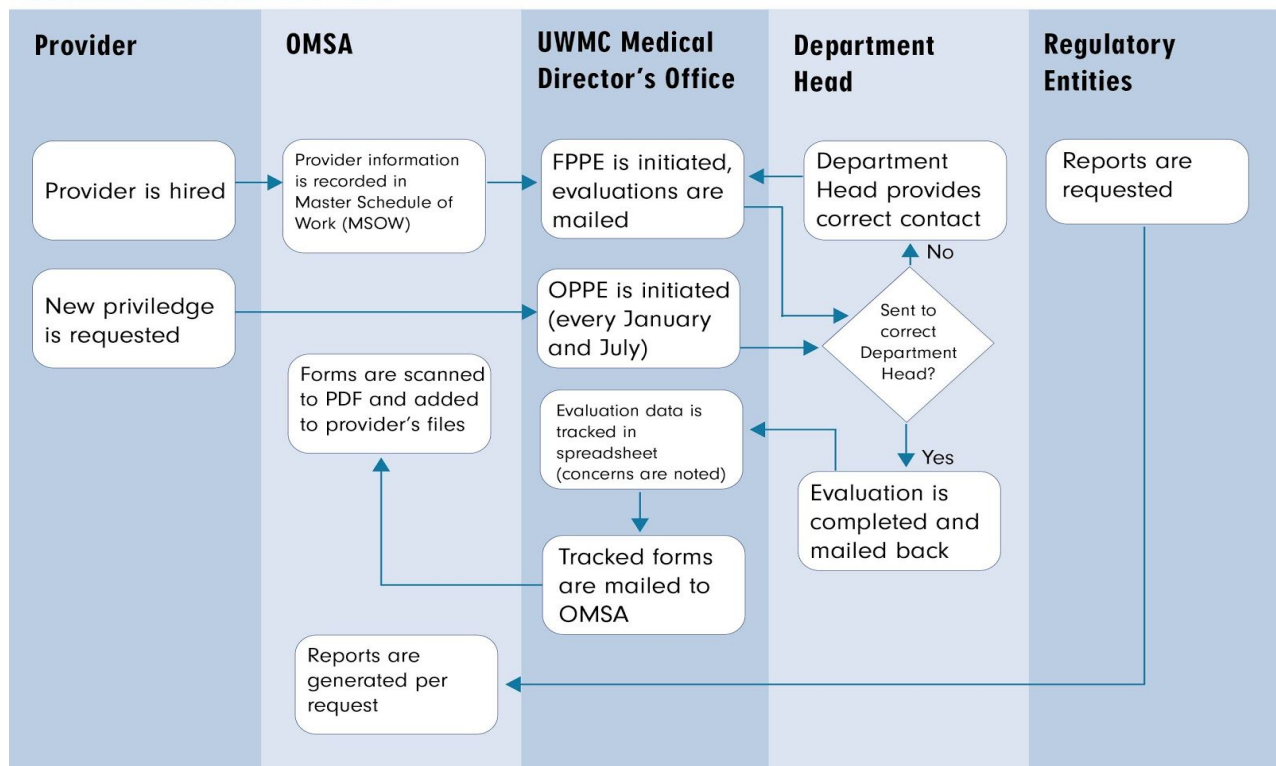 Provider
OMSA
UWMC Medical
Director's Office
Department
Head
Regulatory
Entities
Provider is hired
Provider information
is recorded in
Master Schedule of
Work (MSOW)
FPPE is initiated,
evaluations are
mailed
Department
Head provides
correct contact
Reports are
requested
No
New priviledge
is requested
OPPE is initiated
(every January
and July)
Sent to
correct
Department
Head?
Forms are scanned
to PDF and added
to provider's files
Evaluation data is
tracked in
spreadsheet
(concerns are noted)
Yes
Evaluation is
completed and
mailed back
Tracked forms
are mailed to
OMSA
Reports are
generated per
request